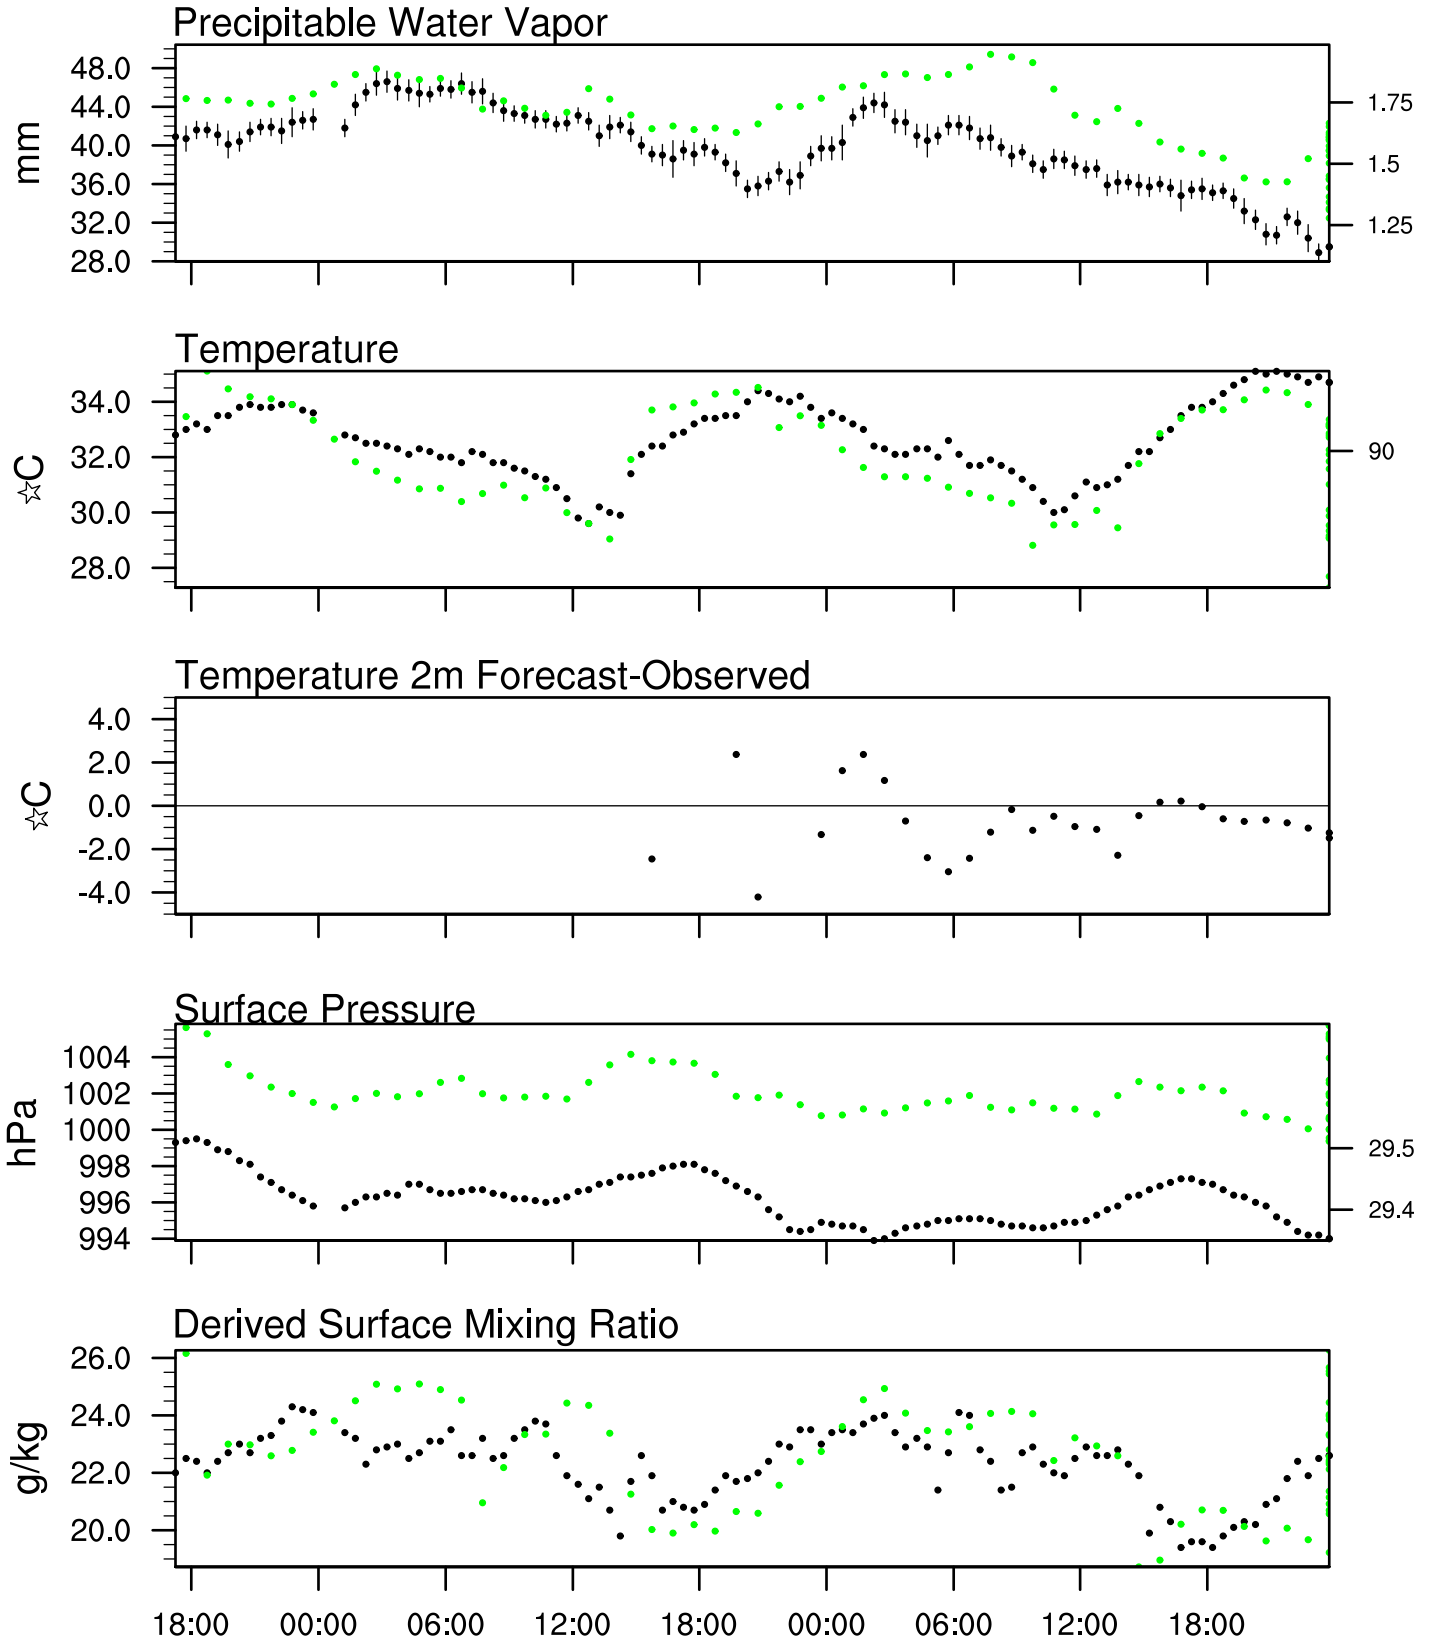 Precipitable Water Vapor
48.0
44.0
40.0
36.0
32.0
28.0
mm
1.75
1.5
1.25
Temperature
34.0
32.0
30.0
28.0
☆C
90
Temperature 2m Forecast-Observed
4.0
2.0
0.0
-2.0
-4.0
☆C
Surface Pressure
1004
1002
1000
998
996
994
hPa
29.5
29.4
Derived Surface Mixing Ratio
26.0
24.0
22.0
20.0
g/kg
18:00 00:00 06:00 12:00 18:00 00:00 06:00 12:00 18:00